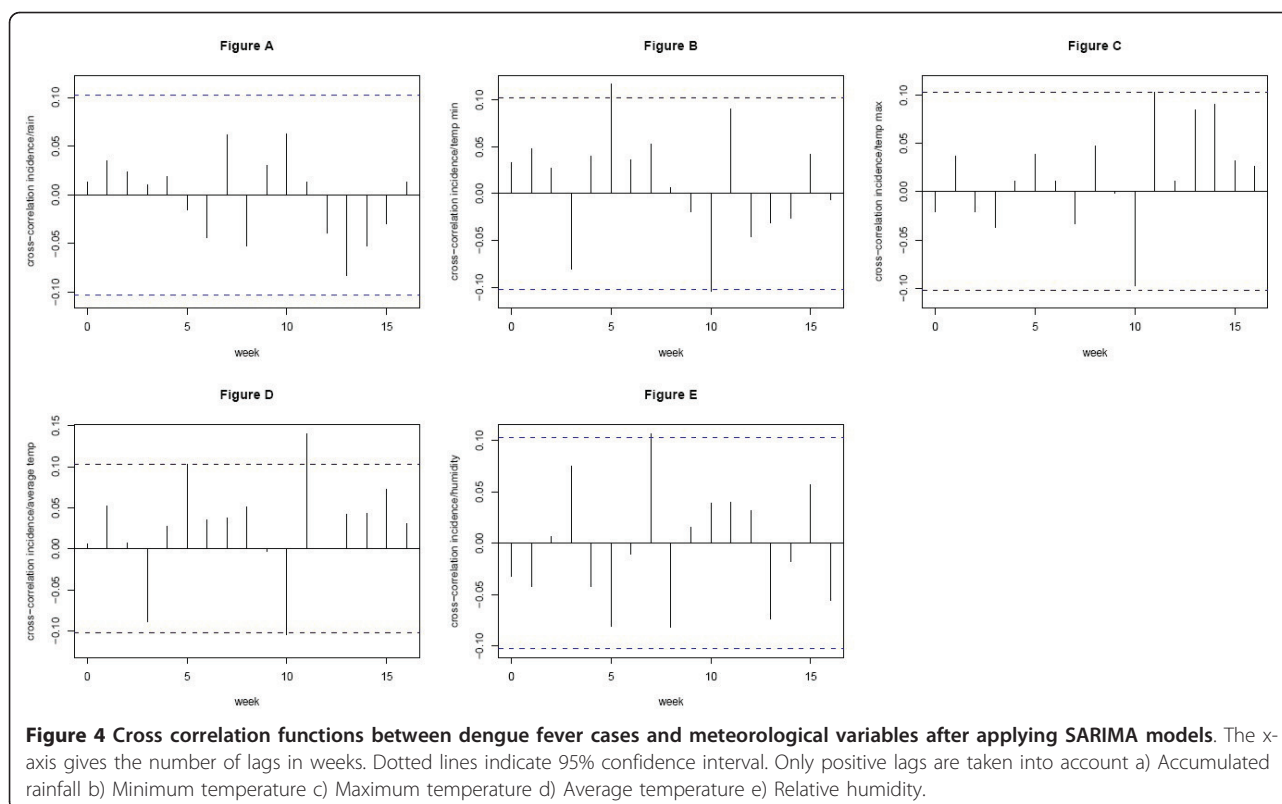 Figure A
cross-correlation incidence/rain
0.10
0.05
0.00
−0.05
−0.10
0 5 10 15
week
Figure B
cross-correlation incidence/temp min
0.10
0.05
0.00
−0.05
−0.10
0 5 10 15
week
Figure C
cross-correlation incidence/temp max
0.10
0.05
0.00
−0.05
−0.10
0 5 10 15
week
Figure D
cross-correlation incidence/average temp
0.15
0.10
0.05
0.00
−0.05
−0.10
0 5 10 15
week
Figure E
cross-correlation incidence/humidity
0.10
0.05
0.00
−0.05
−0.10
0 5 10 15
week
Figure 4 Cross correlation functions between dengue fever cases and meteorological variables after applying SARIMA models. The x-
axis gives the number of lags in weeks. Dotted lines indicate 95% confidence interval. Only positive lags are taken into account a) Accumulated
rainfall b) Minimum temperature c) Maximum temperature d) Average temperature e) Relative humidity.